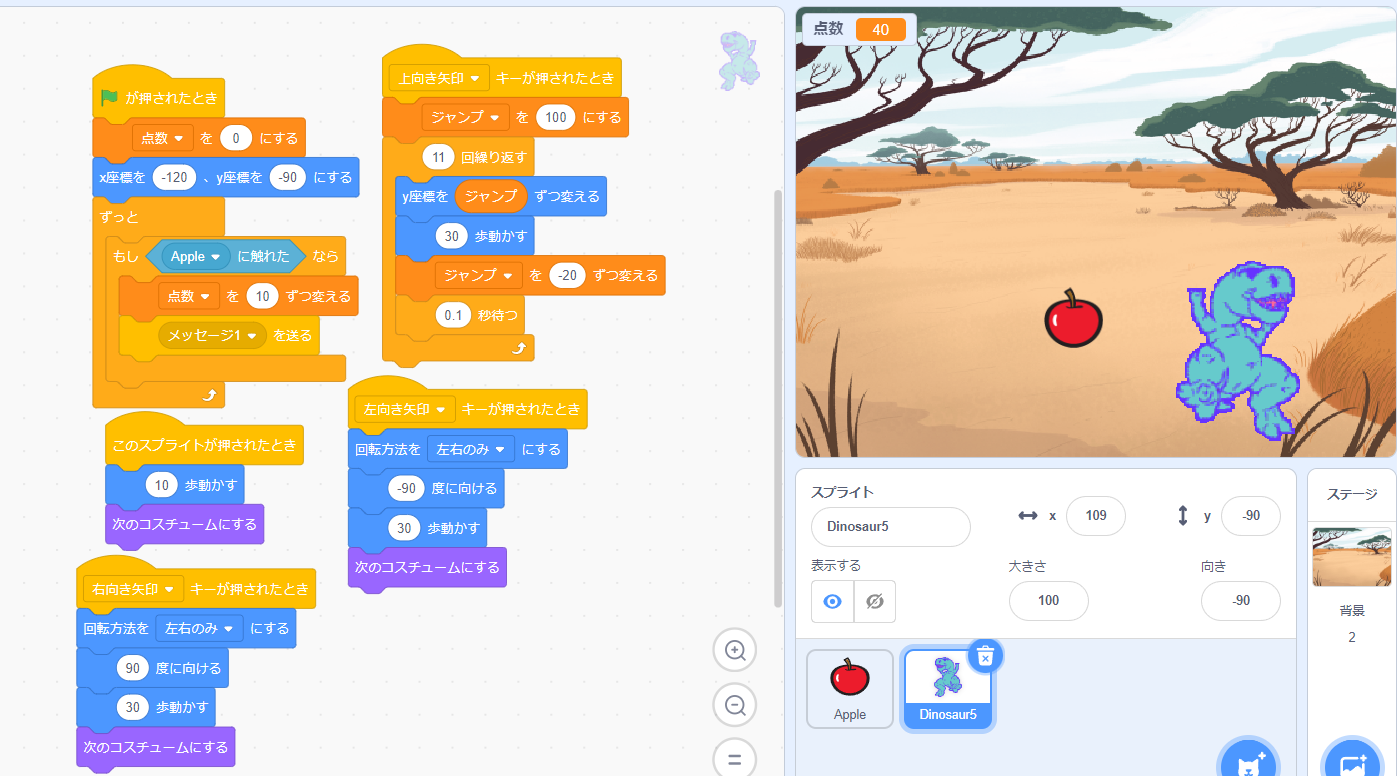 が押されたとき
点数 を 0 にする
x座標を -120 、y座標を -90 にする
ずっと
もし Apple に触れた なら
点数 を 10 ずつ変える
メッセージ1 を送る
このスプライトが押されたとき
10 歩動かす
次のコスチュームにする
右向き矢印 キーが押されたとき
回転方法を 左右のみ にする
90 度に向ける
30 歩動かす
次のコスチュームにする
上向き矢印 キーが押されたとき
ジャンプ を 100 にする
11 回繰り返す
y座標を ジャンプ ずつ変える
30 歩動かす
ジャンプ を -20 ずつ変える
0.1 秒待つ
左向き矢印 キーが押されたとき
回転方法を 左右のみ にする
-90 度に向ける
30 歩動かす
次のコスチュームにする
点数 40
スプライト
Dinosaur5
x 109
y -90
表示する
大きさ
100
向き
-90
Apple
Dinosaur5
ステージ
背景
2